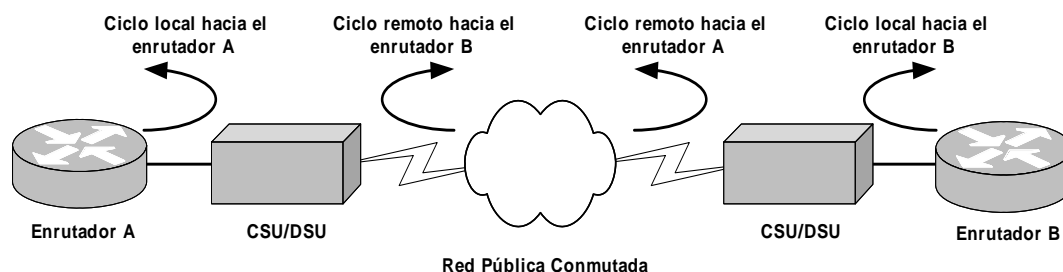 Ciclo local hacia el
enrutador A
Ciclo remoto hacia el
enrutador B
Ciclo remoto hacia el
enrutador A
Ciclo local hacia el
enrutador B
Enrutador A
CSU/DSU
CSU/DSU
Enrutador B
Red Pública Conmutada